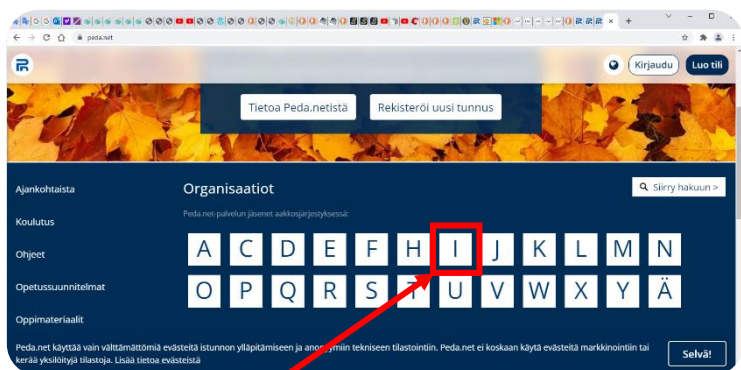 peda.net
Kirjaudu
Luo tili
Tietoa Peda.netistä
Rekisteröi uusi tunnus
Ajankohtaista
Koulutus
Ohjeet
Opetussuunnitelmat
Oppimateriaalit
Organisaatiot
Siirry hakuun >
Peda.net-palvelun jäsenet aakkosjärjestyksessä:
A C D E F H I J K L M N
O P Q R S T U V W X Y Ä
Peda.net käyttää vain välttämättömiä evästeitä istunnon ylläpitämiseen ja anonyymiin tekniseen tilastointiin. Peda.net ei koskaan käytä evästeitä markkinointiin tai
kerää yksilöityjä tilastoja. Lisää tietoa evästeistä
Selvä!